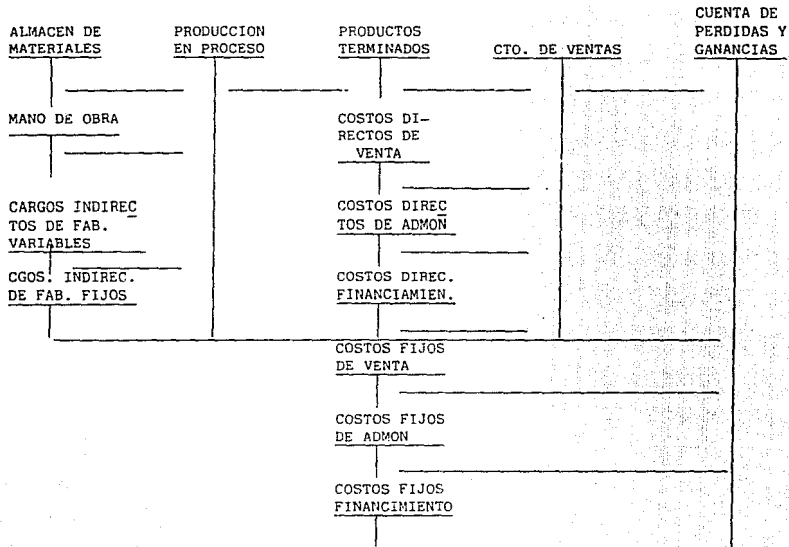 ALMACEN DE
MATERIALES
PRODUCCION
EN PROCESO
PRODUCTOS
TERMINADOS
CTO. DE VENTAS
CUENTA DE
PERDIDAS Y
GANANCIAS
MANO DE OBRA
COSTOS DI-
RECTOS DE
VENTA
CARGOS INDIREC
TOS DE FAB.
VARIABLES
COSTOS DIREC
TOS DE ADMON
CGOS. INDIREC.
DE FAB. FIJOS
COSTOS DIREC.
FINANCIAMIEN.
COSTOS FIJOS
DE VENTA
COSTOS FIJOS
DE ADMON
COSTOS FIJOS
FINANCIMIENTO